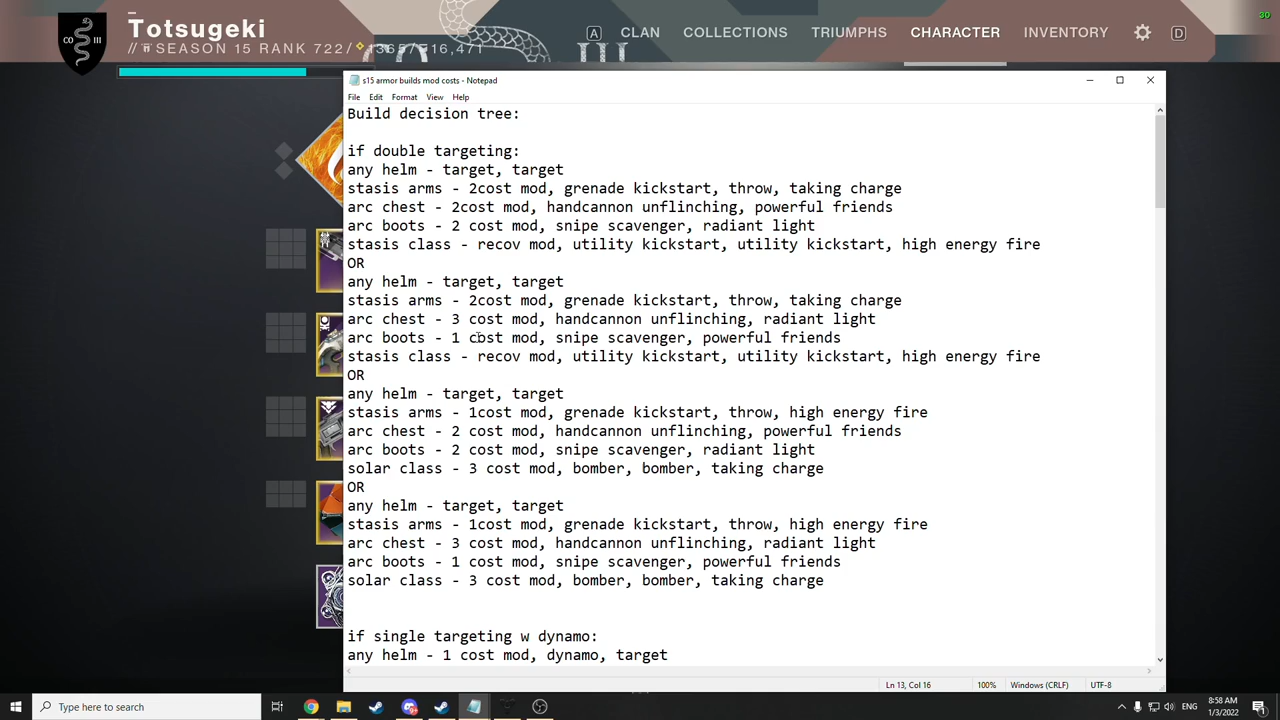 Totsugeki
// SEASON 15 RANK 722/ 1365/16,471
CO III
A CLAN COLLECTIONS TRIUMPHS CHARACTER INVENTORY D
30
s15 armor builds mod costs - Notepad
File Edit Format View Help
Build decision tree:
if double targeting:
any helm - target, target
stasis arms - 2cost mod, grenade kickstart, throw, taking charge
arc chest - 2cost mod, handcannon unflinching, powerful friends
arc boots - 2 cost mod, snipe scavenger, radiant light
stasis class - recov mod, utility kickstart, utility kickstart, high energy fire
OR
any helm - target, target
stasis arms - 2cost mod, grenade kickstart, throw, taking charge
arc chest - 3 cost mod, handcannon unflinching, radiant light
arc boots - 1 cost mod, snipe scavenger, powerful friends
stasis class - recov mod, utility kickstart, utility kickstart, high energy fire
OR
any helm - target, target
stasis arms - 1cost mod, grenade kickstart, throw, high energy fire
arc chest - 2 cost mod, handcannon unflinching, powerful friends
arc boots - 2 cost mod, snipe scavenger, radiant light
solar class - 3 cost mod, bomber, bomber, taking charge
OR
any helm - target, target
stasis arms - 1cost mod, grenade kickstart, throw, high energy fire
arc chest - 3 cost mod, handcannon unflinching, radiant light
arc boots - 1 cost mod, snipe scavenger, powerful friends
solar class - 3 cost mod, bomber, bomber, taking charge
if single targeting w dynamo:
any helm - 1 cost mod, dynamo, target
Ln 13, Col 16 100% Windows (CRLF) UTF-8
Type here to search
ENG
8:58 AM
1/3/2022
1